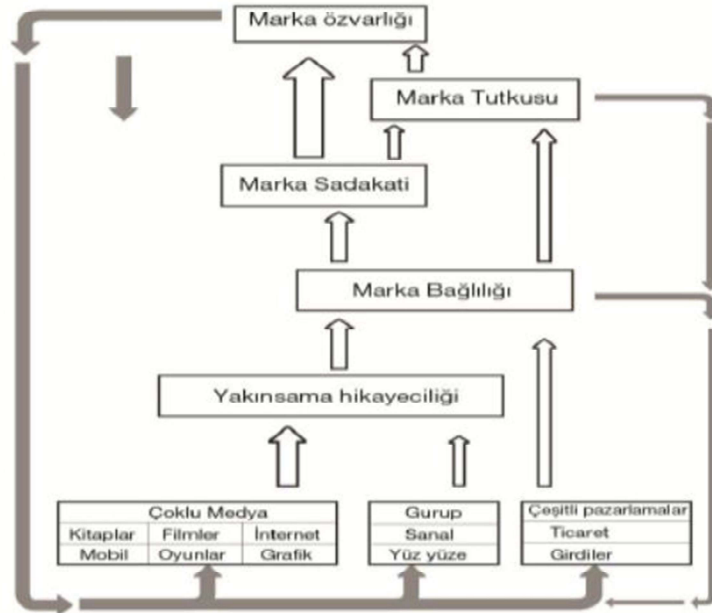 Marka özvarlığı
Marka Tutkusu
Marka Sadakati
Marka Bağlılığı
Yakınsama hikayeciliği
Çoklu Medya
Kitaplar Filmler İnternet
Mobil Oyunlar Grafik
Gurup
Sanal
Yüz yüze
Çeşitli pazarlamalar
Ticaret
Girdiler